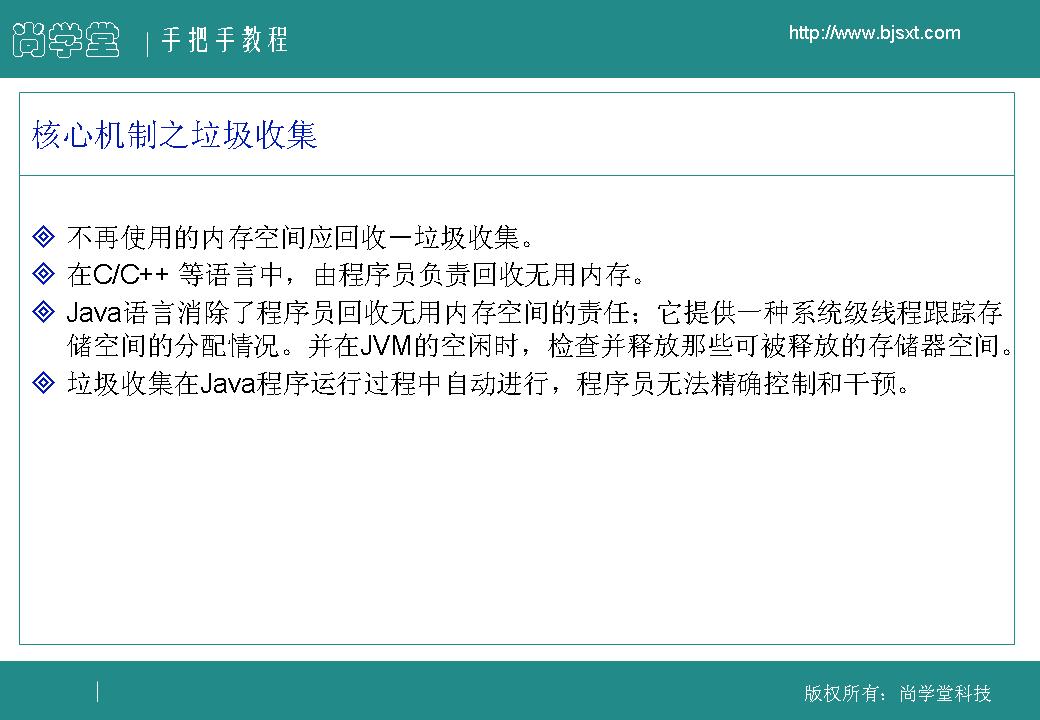 尚学堂 | 手把手教程
http://www.bjsxt.com
核心机制之垃圾收集
不再使用的内存空间应回收—垃圾收集。
在C/C++ 等语言中，由程序员负责回收无用内存。
Java语言消除了程序员回收无用内存空间的责任；它提供一种系统级线程跟踪存
储空间的分配情况。并在JVM的空闲时，检查并释放那些可被释放的存储器空间。
垃圾收集在Java程序运行过程中自动进行，程序员无法精确控制和干预。
版权所有：尚学堂科技